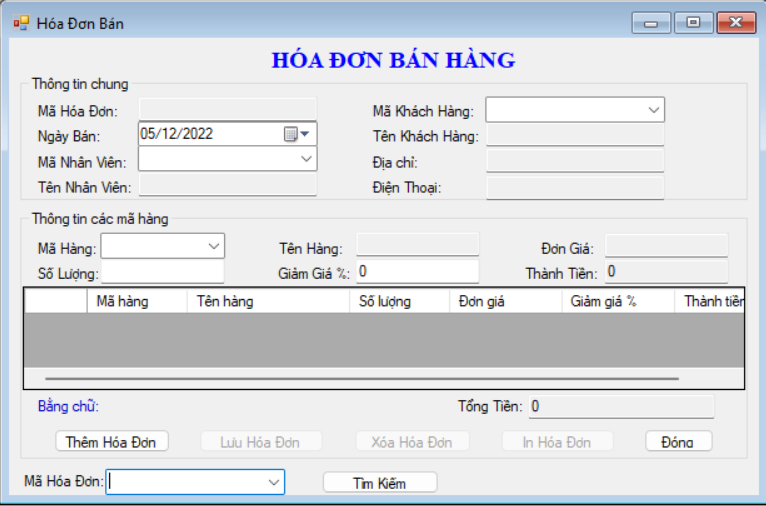 Hóa Đơn Bán
HÓA ĐƠN BÁN HÀNG
Thông tin chung
Mã Hóa Đơn: Mã Khách Hàng:
Ngày Bán: 05/12/2022 Tên Khách Hàng:
Mã Nhân Viên: Địa chỉ:
Tên Nhân Viên: Điện Thoại:
Thông tin các mã hàng
Mã Hàng: Tên Hàng: Đơn Giá:
Số Lượng: Giảm Giá %: 0 Thành Tiền: 0
Mã hàng Tên hàng Số lượng Đơn giá Giảm giá % Thành tiền
Bằng chữ: Tổng Tiền: 0
Thêm Hóa Đơn Lưu Hóa Đơn Xóa Hóa Đơn In Hóa Đơn Đóng
Mã Hóa Đơn: Tìm Kiếm